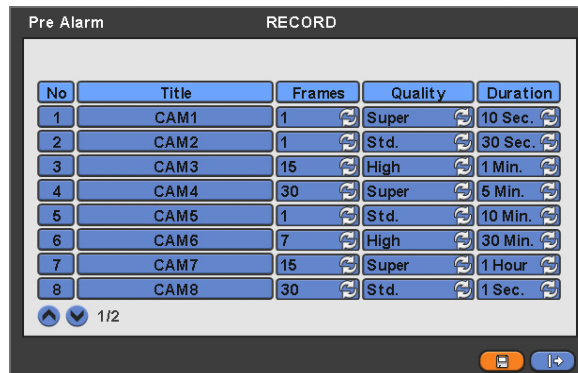 Pre Alarm RECORD
No Title Frames Quality Duration
1 CAM1 1 Super 10 Sec.
2 CAM2 1 Std. 30 Sec.
3 CAM3 15 High 1 Min.
4 CAM4 30 Super 5 Min.
5 CAM5 1 Std. 10 Min.
6 CAM6 7 High 30 Min.
7 CAM7 15 Super 1 Hour
8 CAM8 30 Std. 1 Sec.
1/2